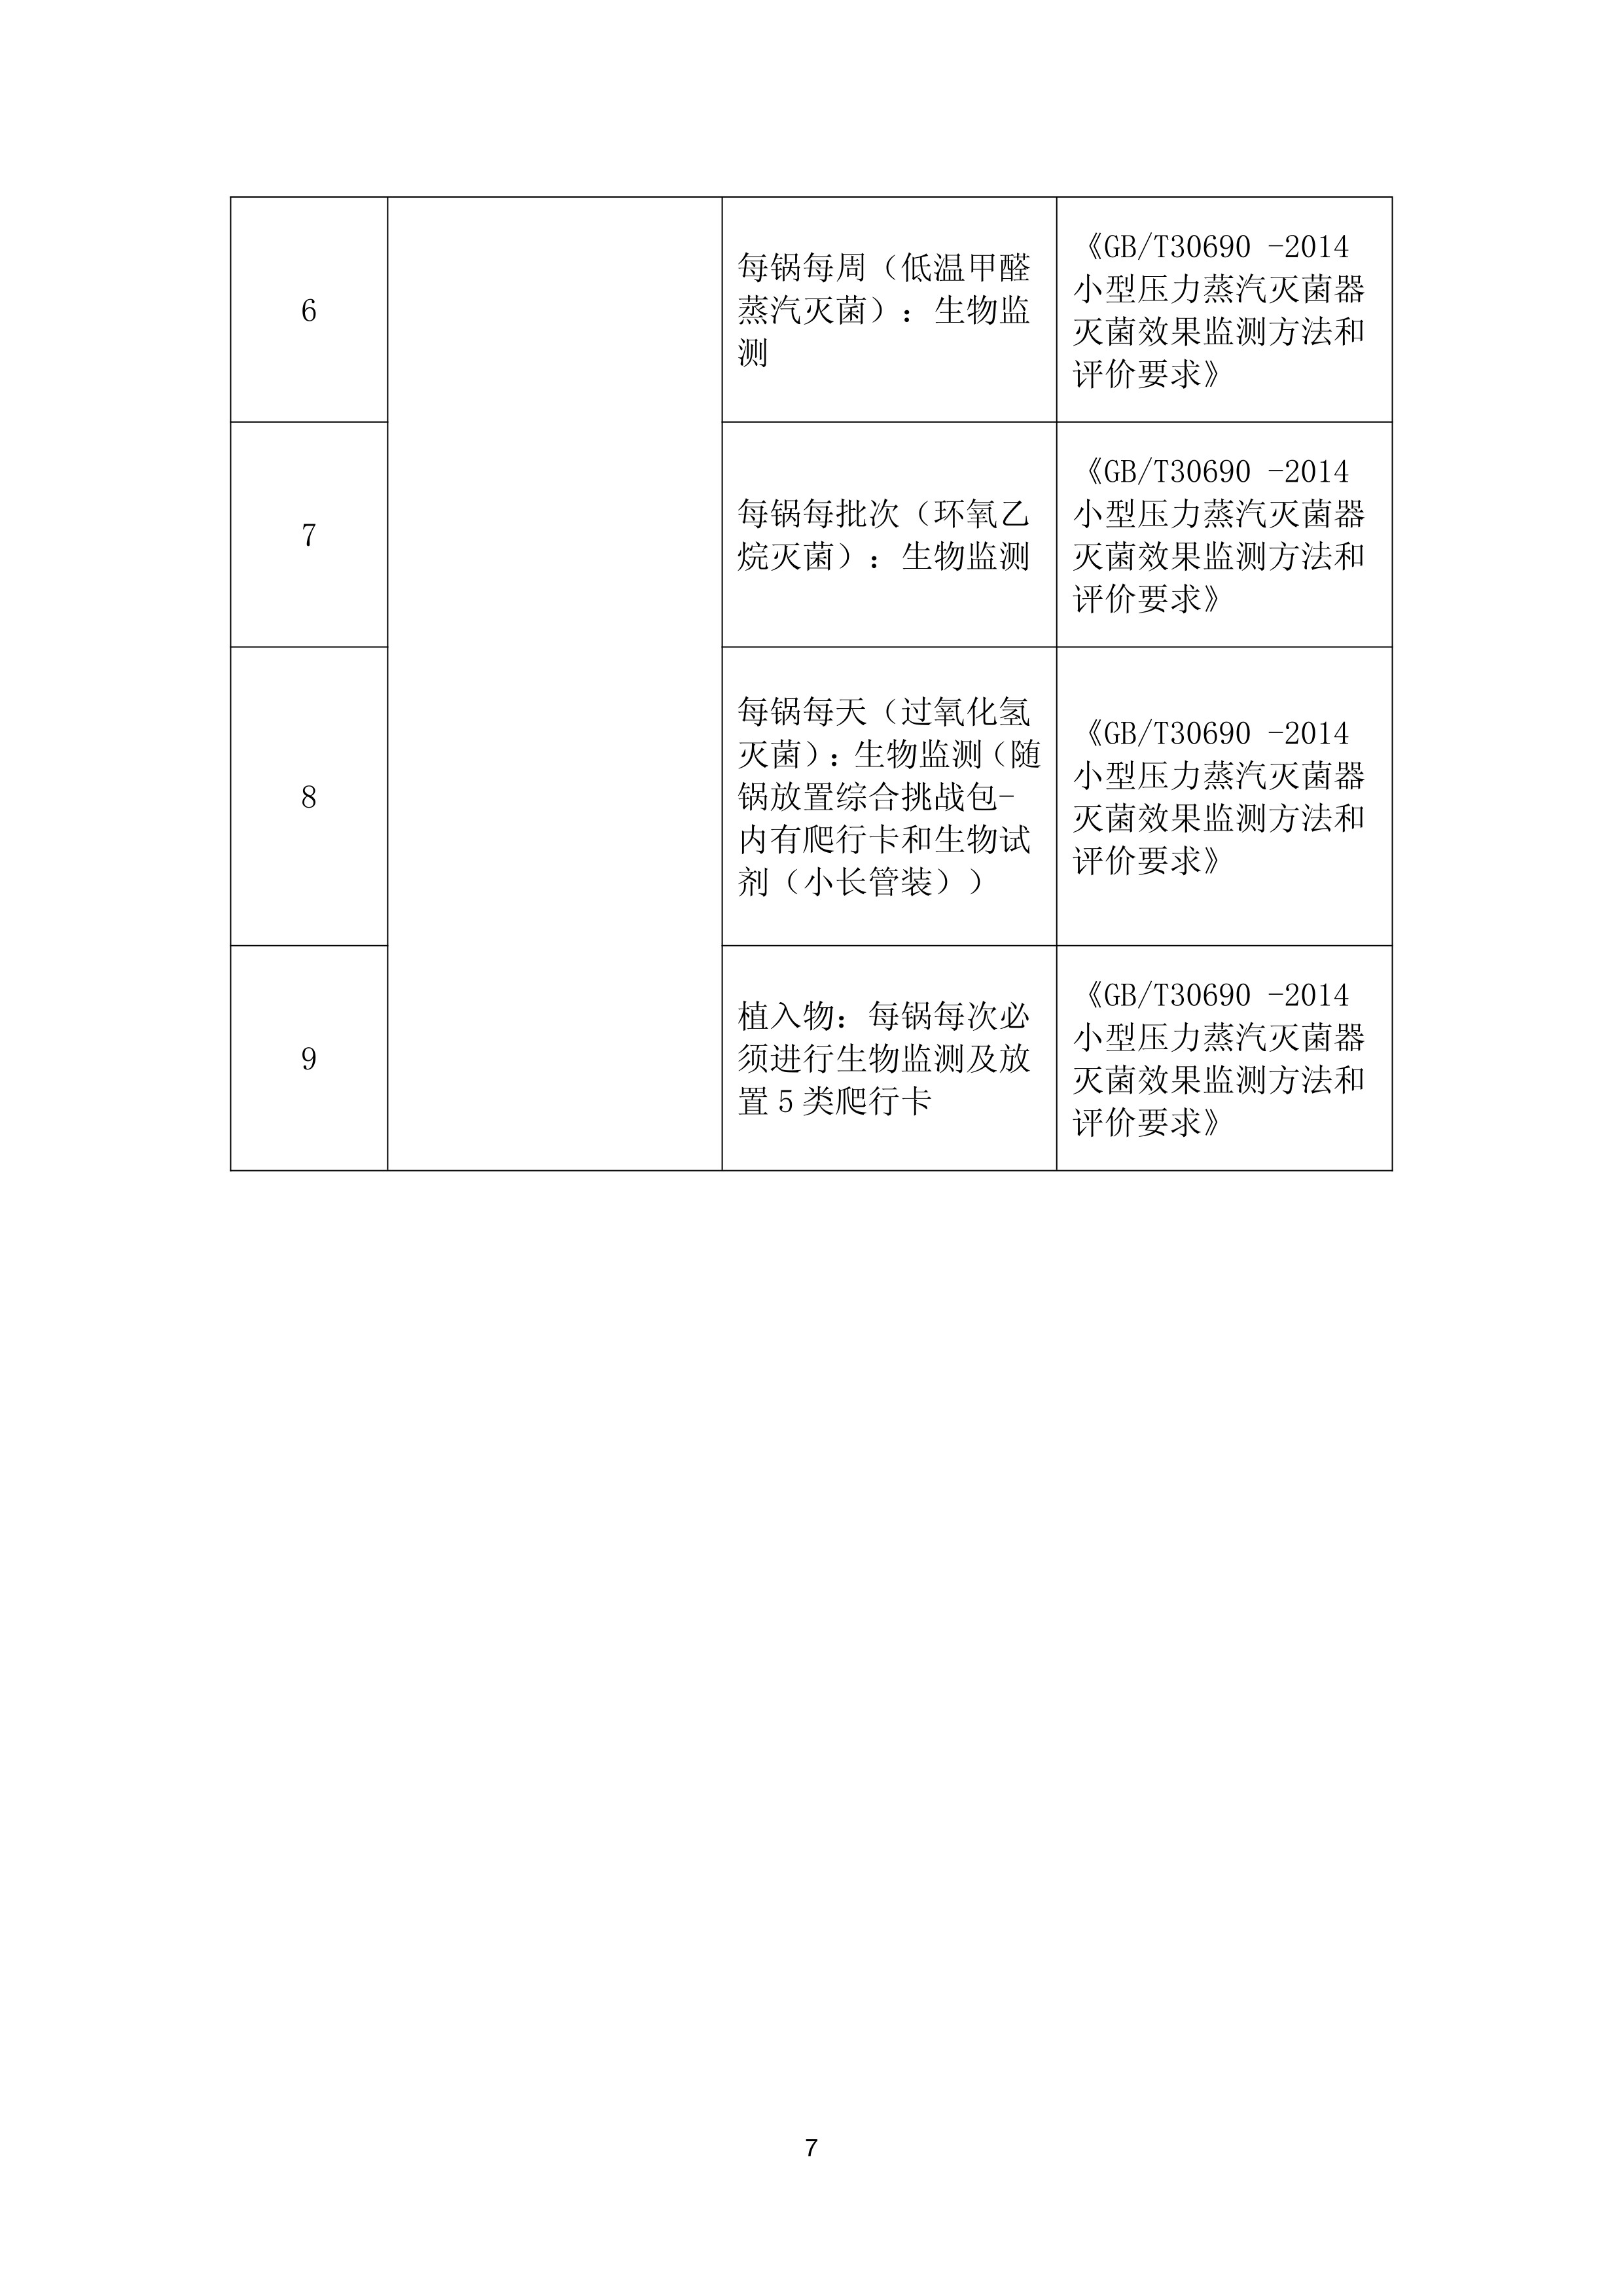 6
每锅每周（低温甲醛
蒸汽灭菌）：生物监
测
《GB/T30690 -2014
小型压力蒸汽灭菌器
灭菌效果监测方法和
评价要求》
7
每锅每批次（环氧乙
烷灭菌）：生物监测
《GB/T30690 -2014
小型压力蒸汽灭菌器
灭菌效果监测方法和
评价要求》
8
每锅每天（过氧化氢
灭菌）：生物监测（随
锅放置综合挑战包-
内有爬行卡和生物试
剂（小长管装））
《GB/T30690 -2014
小型压力蒸汽灭菌器
灭菌效果监测方法和
评价要求》
9
植入物：每锅每次必
须进行生物监测及放
置 5 类爬行卡
《GB/T30690 -2014
小型压力蒸汽灭菌器
灭菌效果监测方法和
评价要求》
7